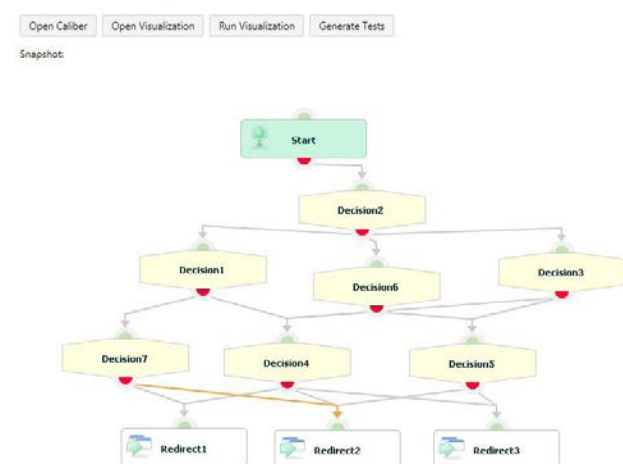 Open Caliber Open Visualization Run Visualization Generate Tests
Snapshot:
Start
Decision2
Decision1 Decision6 Decision3
Decision7 Decision4 Decision5
Redirect1 Redirect2 Redirect3